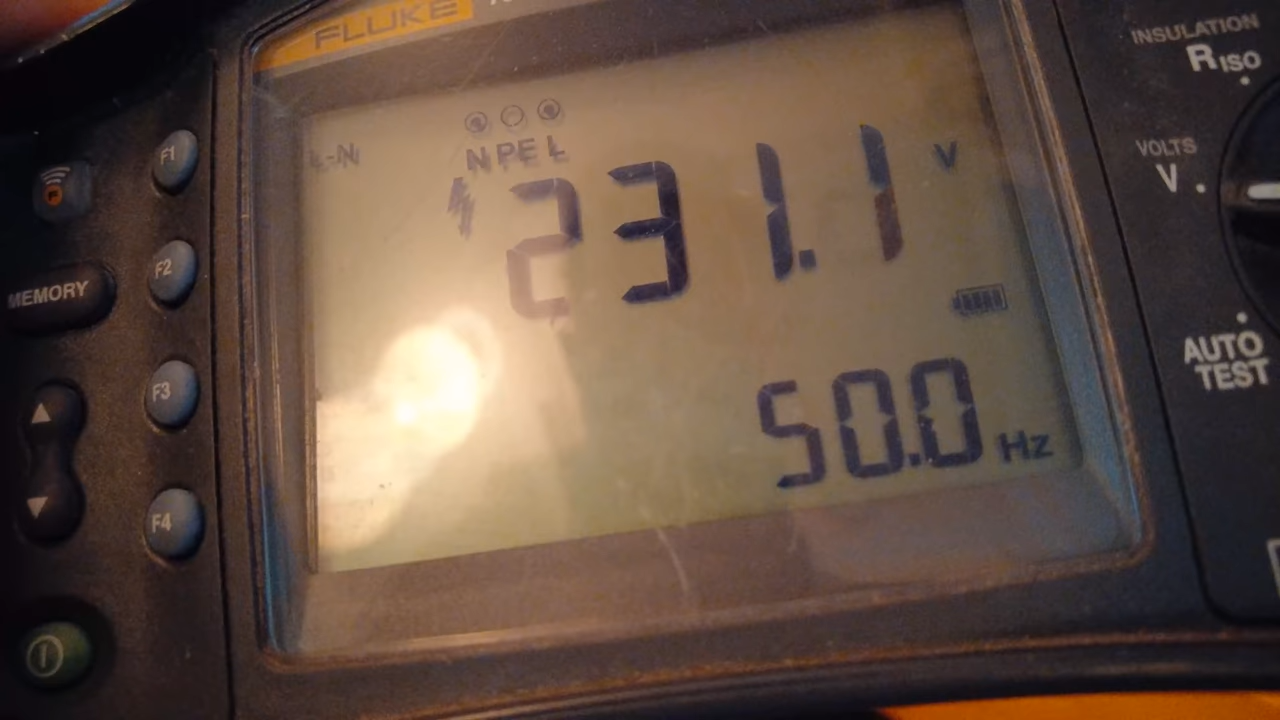 FLUKE
INSULATION
RISO
VOLTS
V
L-N
N PE L
231.1 V
50.0 Hz
F1
F2
F3
F4
MEMORY
AUTO
TEST